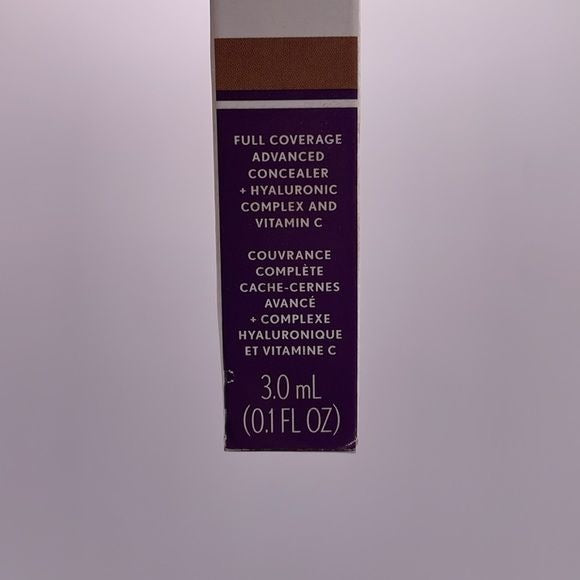 FULL COVERAGE
ADVANCED
CONCEALER
+ HYALURONIC
COMPLEX AND
VITAMIN C
COUVRANCE
COMPLÈTE
CACHE-CERNES
AVANCÉ
+ COMPLEXE
HYALURONIQUE
ET VITAMINE C
3.0 mL
(0.1 FL OZ)